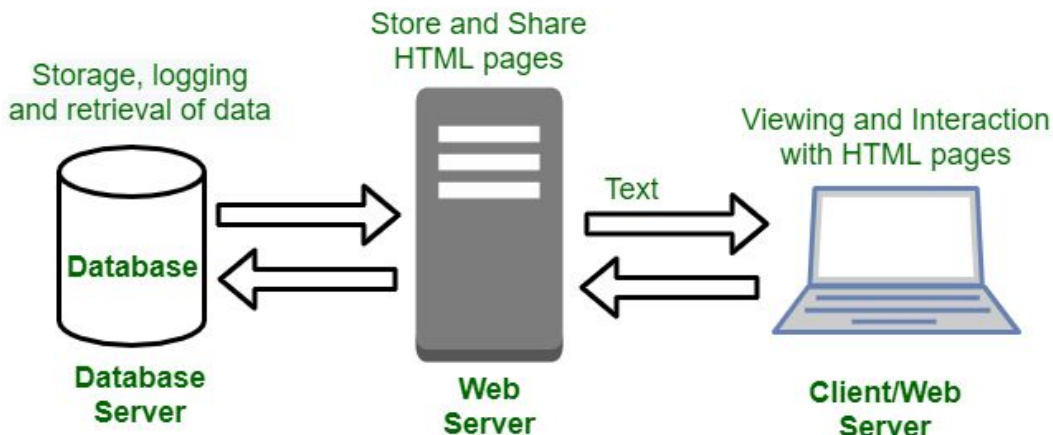 Storage, logging
and retrieval of data
Database
Database
Server
Store and Share
HTML pages
Web
Server
Text
Viewing and Interaction
with HTML pages
Client/Web
Server